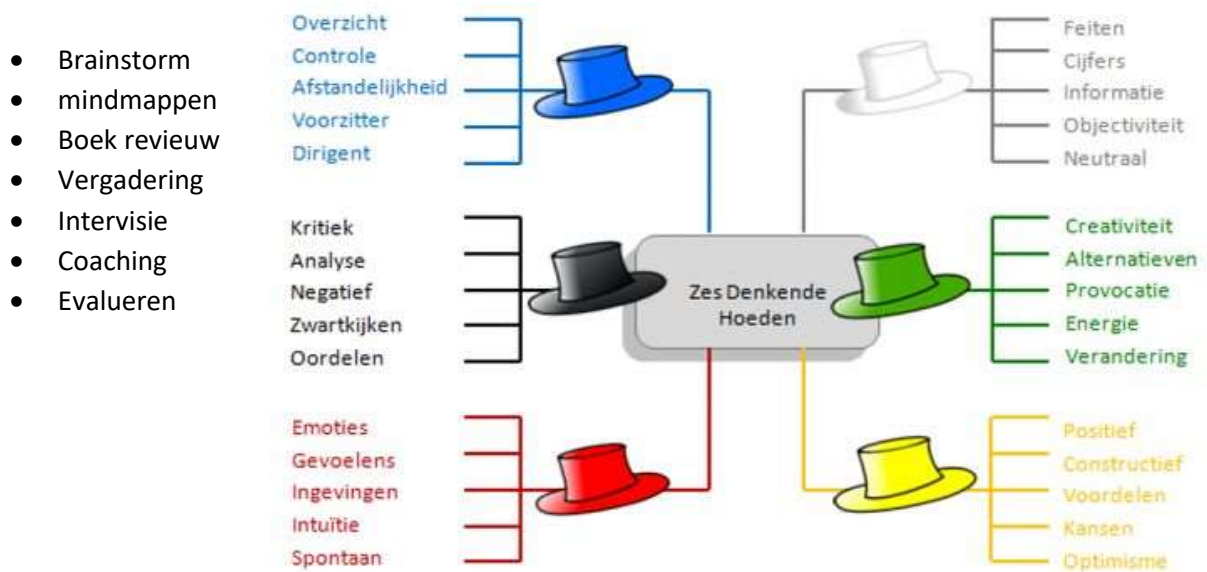 Brainstorm
mindmappen
Boek revieuw
Vergadering
Intervisie
Coaching
Evalueren
Overzicht
Controle
Afstandelijkheid
Voorzitter
Dirigent
Feiten
Cijfers
Informatie
Objectiviteit
Neutraal
Kritiek
Analyse
Negatief
Zwartkijken
Oordelen
Zes Denkende
Hoeden
Creativiteit
Alternatieven
Provocatie
Energie
Verandering
Emoties
Gevoelens
Ingevingen
Intuïtie
Spontaan
Positief
Constructief
Voordelen
Kansen
Optimisme